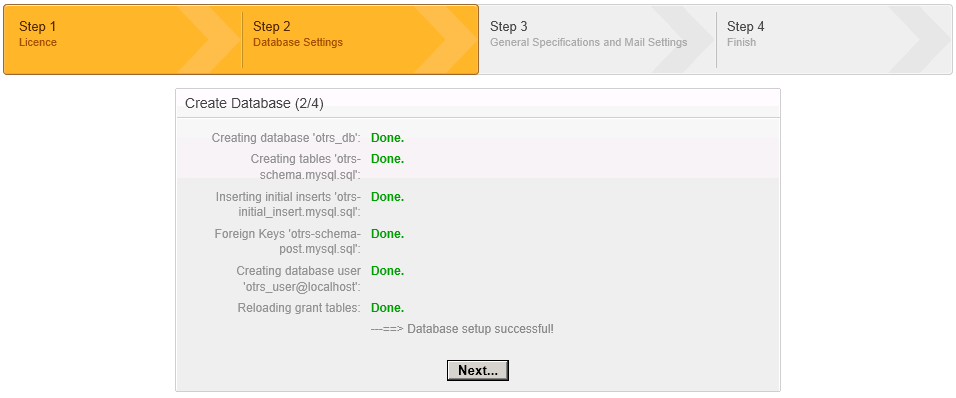 Step 1
Licence
Step 2
Database Settings
Step 3
General Specifications and Mail Settings
Step 4
Finish
Create Database (2/4)
Creating database 'otrs_db': Done.
Creating tables 'otrs- Done.
schema.mysql.sql':
Inserting initial inserts 'otrs- Done.
initial_insert.mysql.sql':
Foreign Keys 'otrs-schema- Done.
post.mysql.sql':
Creating database user Done.
'otrs_user@localhost':
Reloading grant tables: Done.
---==> Database setup successful!
Next...